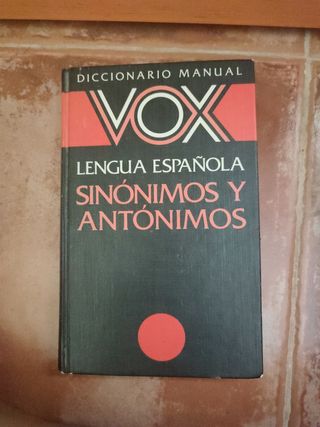 DICCIONARIO MANUAL
VOX
LENGUA ESPAÑOLA
SINÓNIMOS Y
ANTÓNIMOS